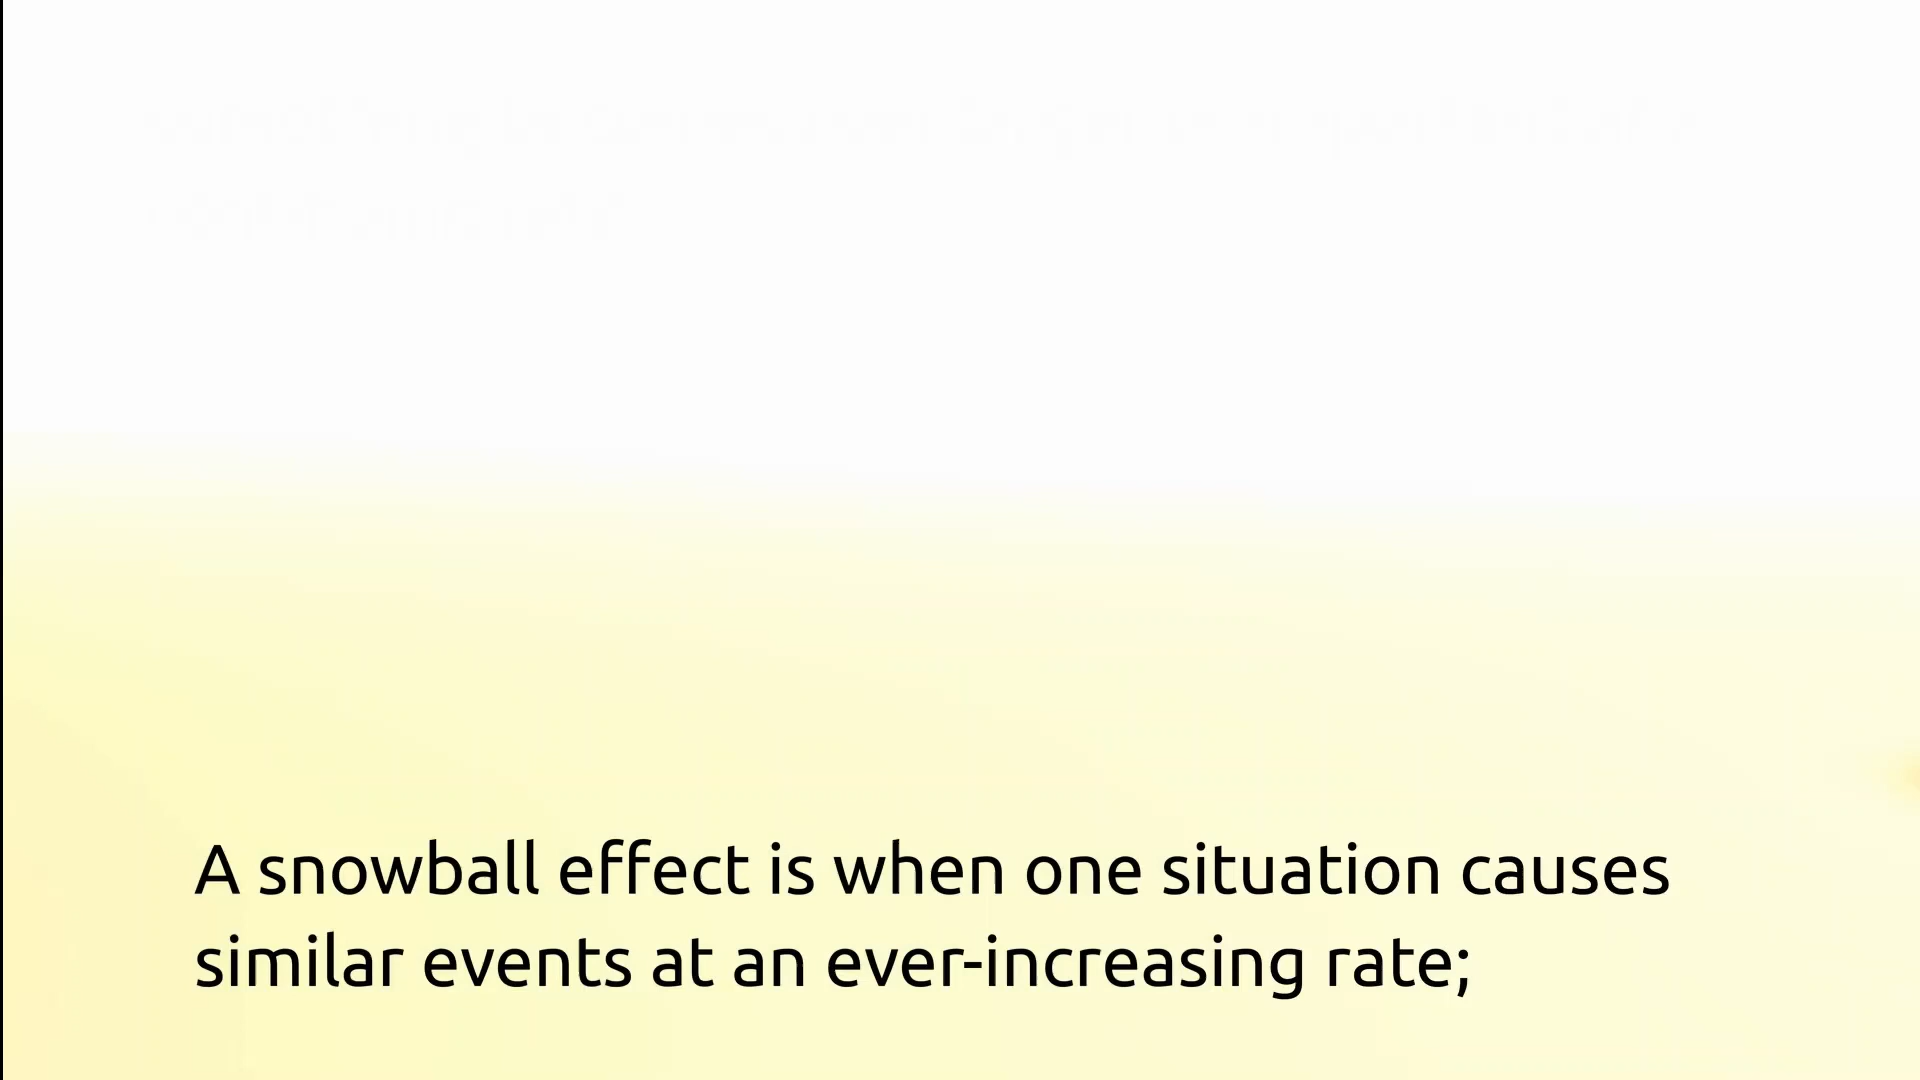 A snowball effect is when one situation causes
similar events at an ever-increasing rate;